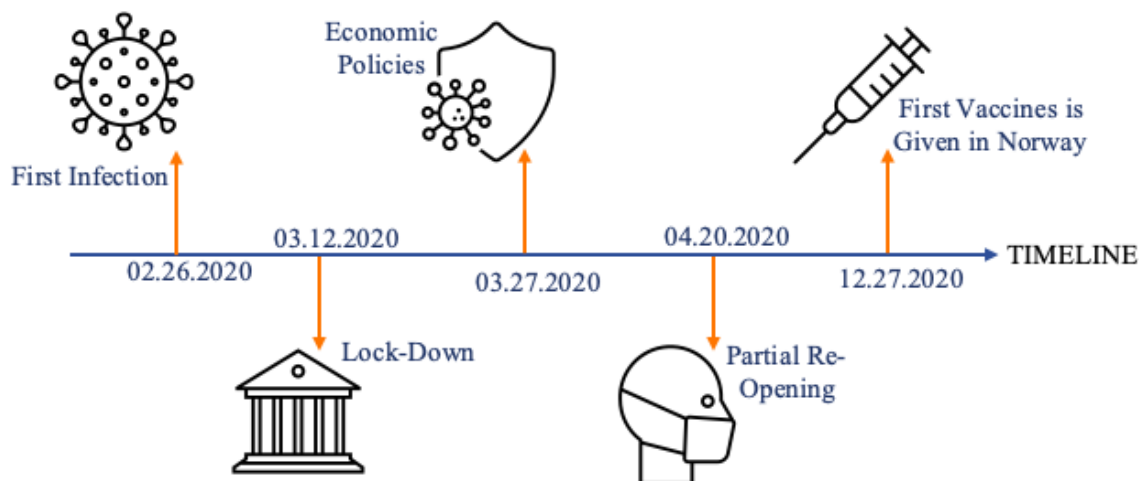 Economic
Policies
First Vaccines is
Given in Norway
First Infection
03.12.2020
04.20.2020
TIMELINE
02.26.2020
03.27.2020
12.27.2020
Lock-Down
Partial Re-
Opening